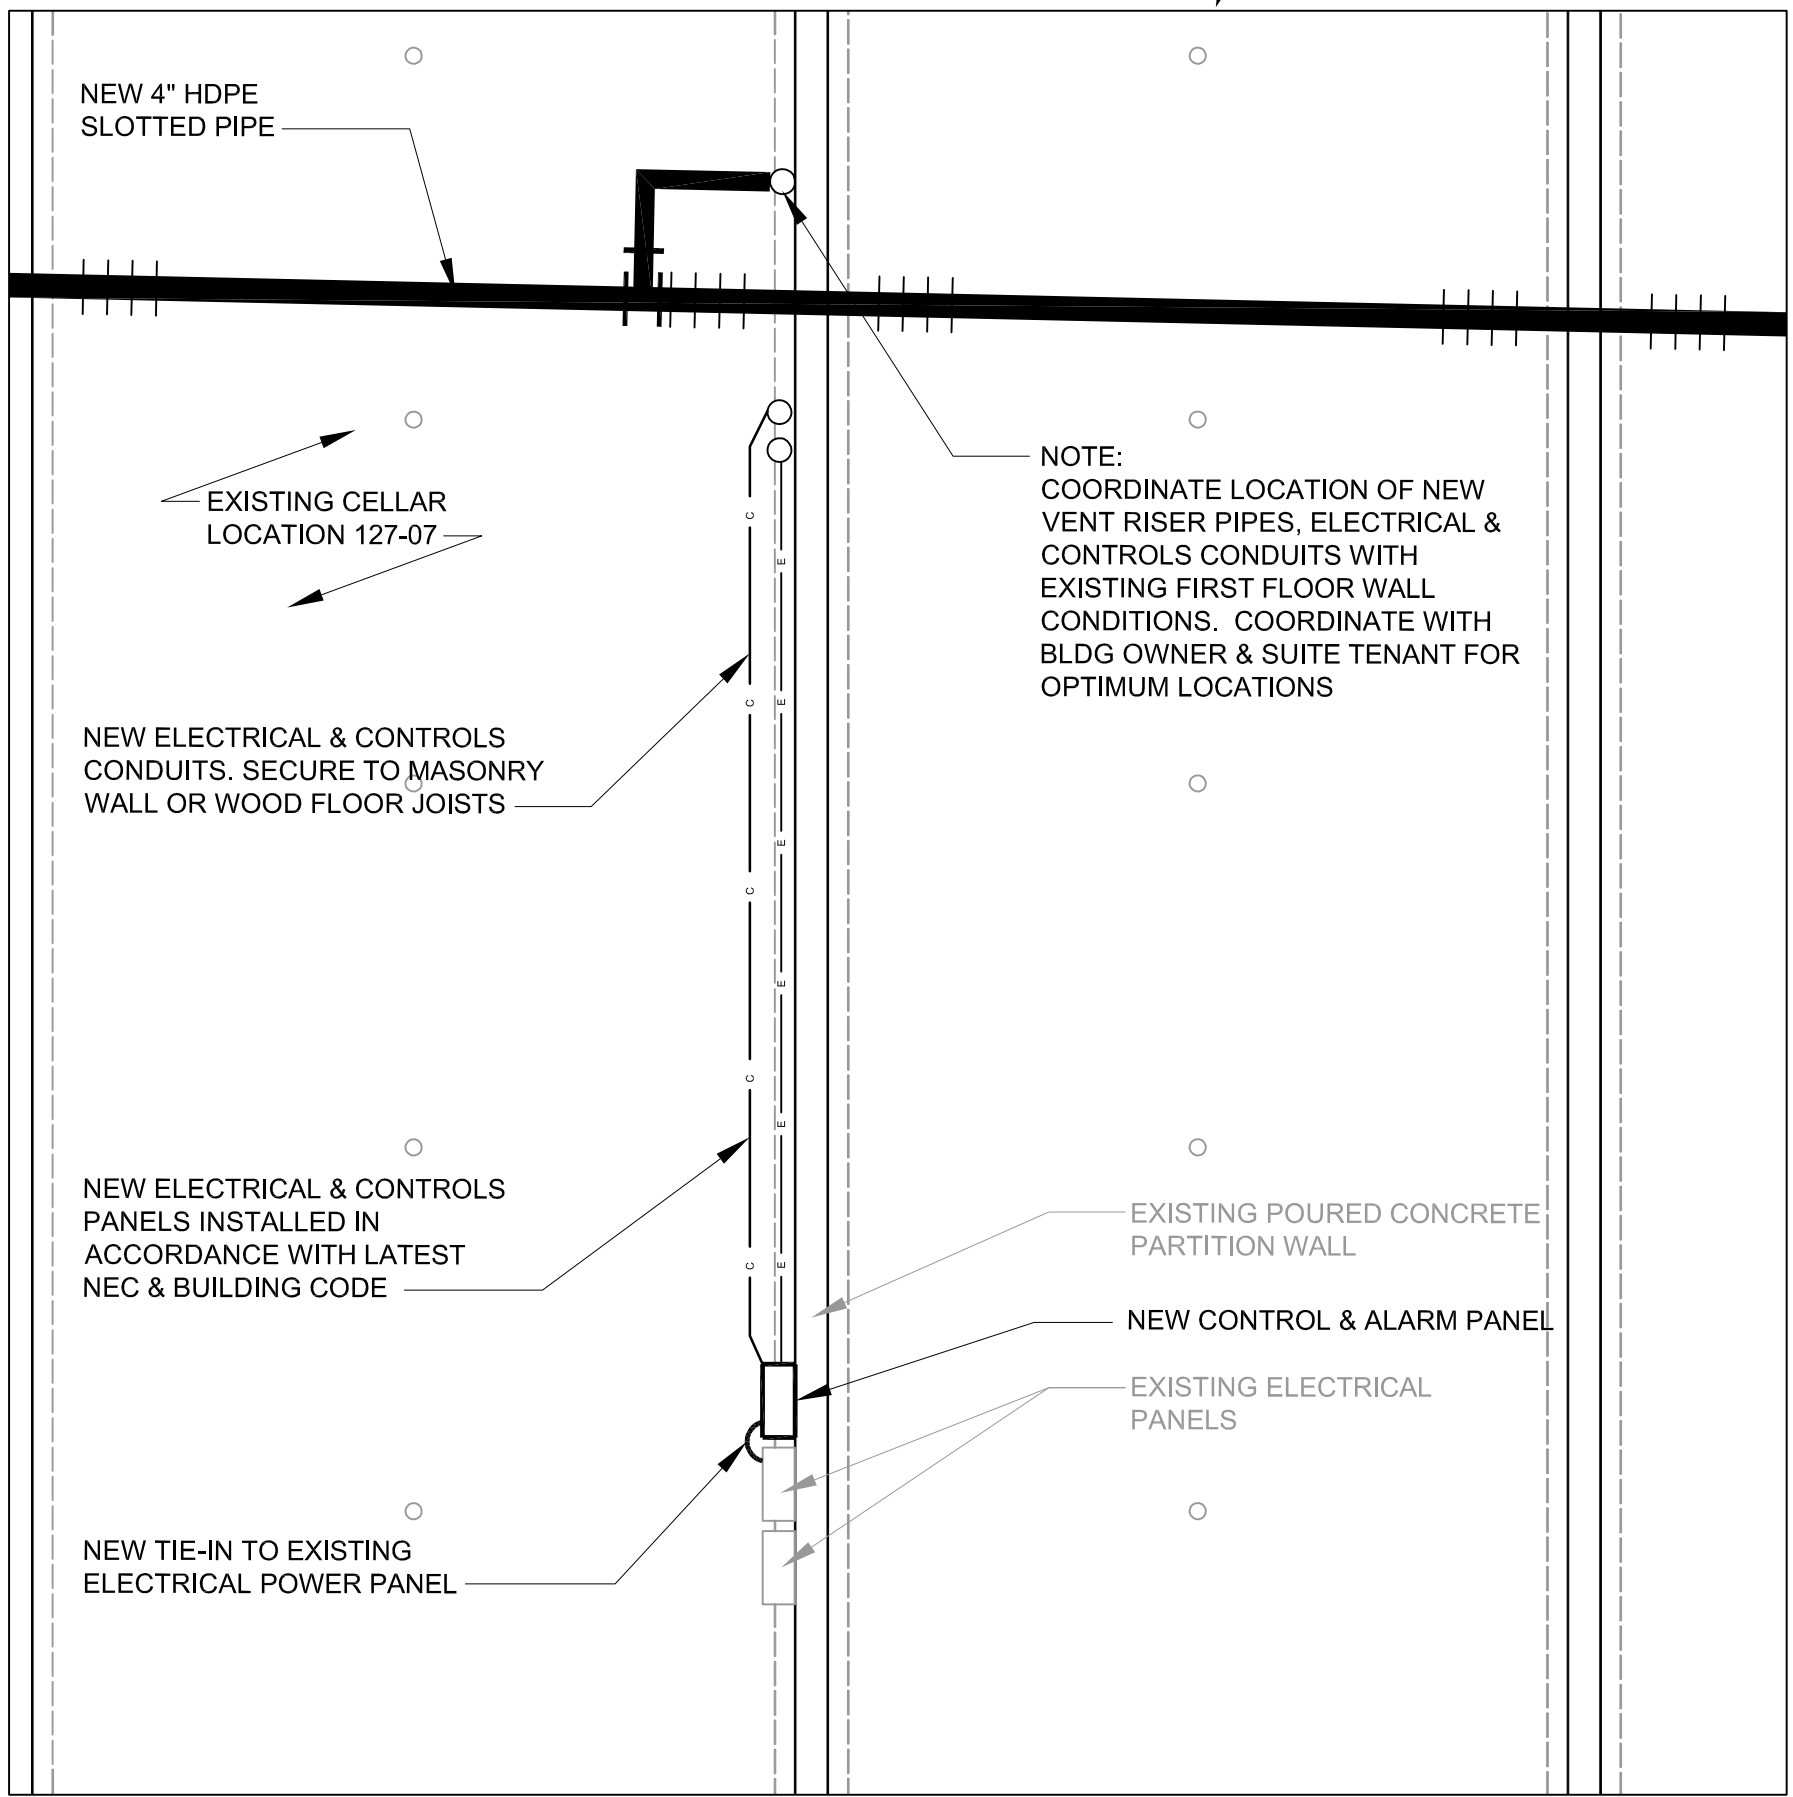 NEW 4" HDPE
SLOTTED PIPE
EXISTING CELLAR
LOCATION 127-07
NOTE:
COORDINATE LOCATION OF NEW
VENT RISER PIPES, ELECTRICAL &
CONTROLS CONDUITS WITH
EXISTING FIRST FLOOR WALL
CONDITIONS.  COORDINATE WITH
BLDG OWNER & SUITE TENANT FOR
OPTIMUM LOCATIONS
C
E
C
E
NEW ELECTRICAL & CONTROLS
CONDUITS. SECURE TO MASONRY
WALL OR WOOD FLOOR JOISTS
E
C
E
C
E
NEW ELECTRICAL & CONTROLS
PANELS INSTALLED IN
ACCORDANCE WITH LATEST
NEC & BUILDING CODE
C
E
EXISTING POURED CONCRETE
PARTITION WALL
NEW CONTROL & ALARM PANEL
EXISTING ELECTRICAL
PANELS
NEW TIE-IN TO EXISTING
ELECTRICAL POWER PANEL